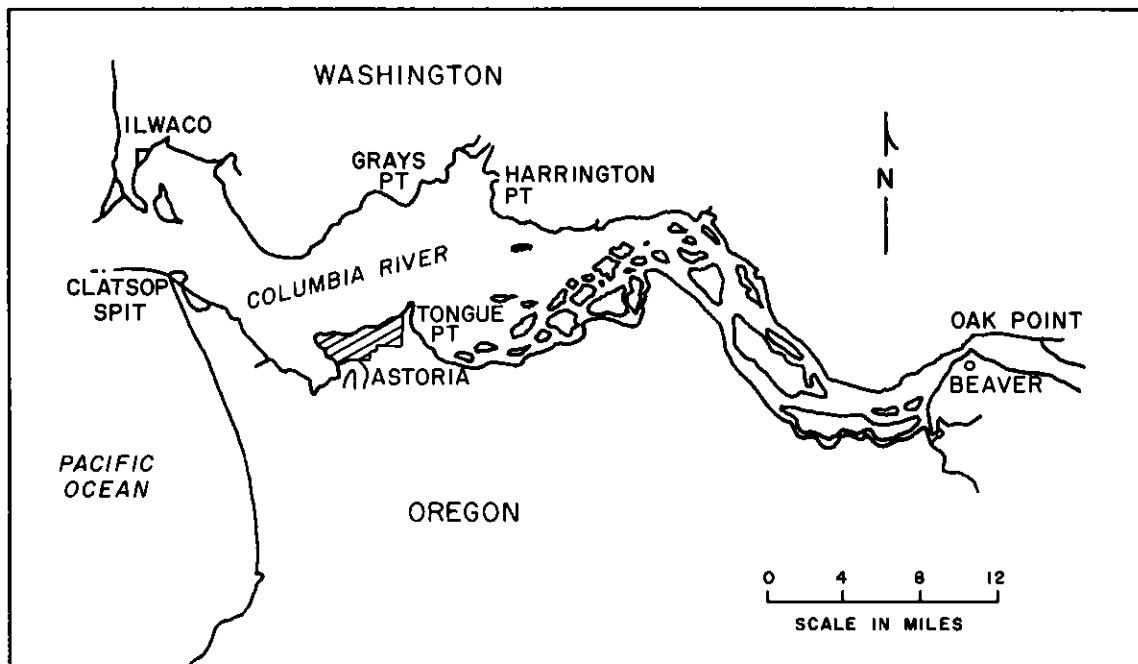 WASHINGTON
ILWACO
GRAYS
PT
HARRINGTON
PT
N
COLUMBIA RIVER
CLATSOP
SPIT
TONGUE
PT
ASTORIA
OAK POINT
BEAVER
PACIFIC
OCEAN
OREGON
0 4 8 12
SCALE IN MILES